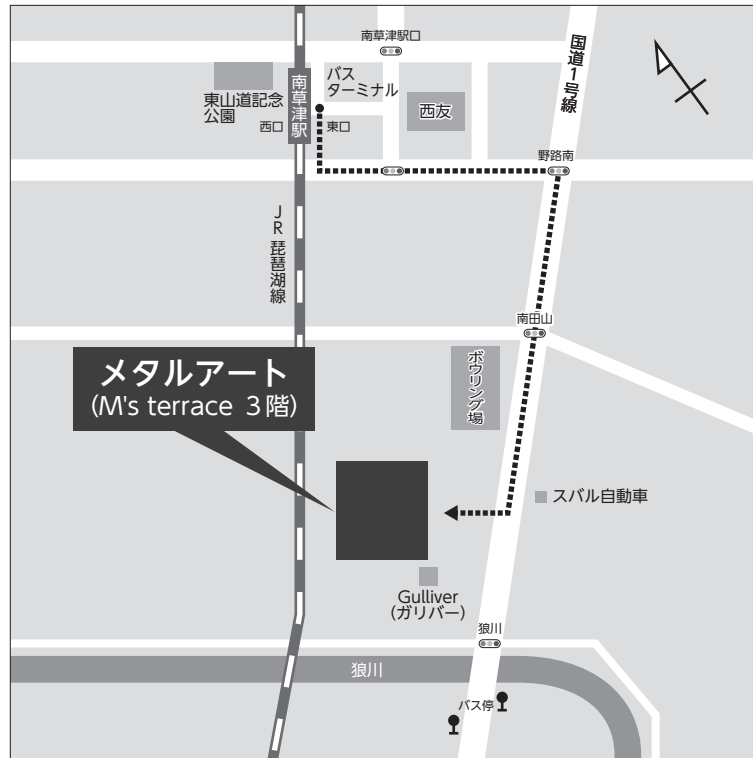 南草津駅口
国道1号線
バス
ターミナル
東山道記念
公園
南草津駅
西口
東口
西友
野路南
JR琵琶湖線
南田山
メタルアート
(M's terrace 3階)
ボウリング場
スバル自動車
Gulliver
(ガリバー)
狼川
狼川
バス停